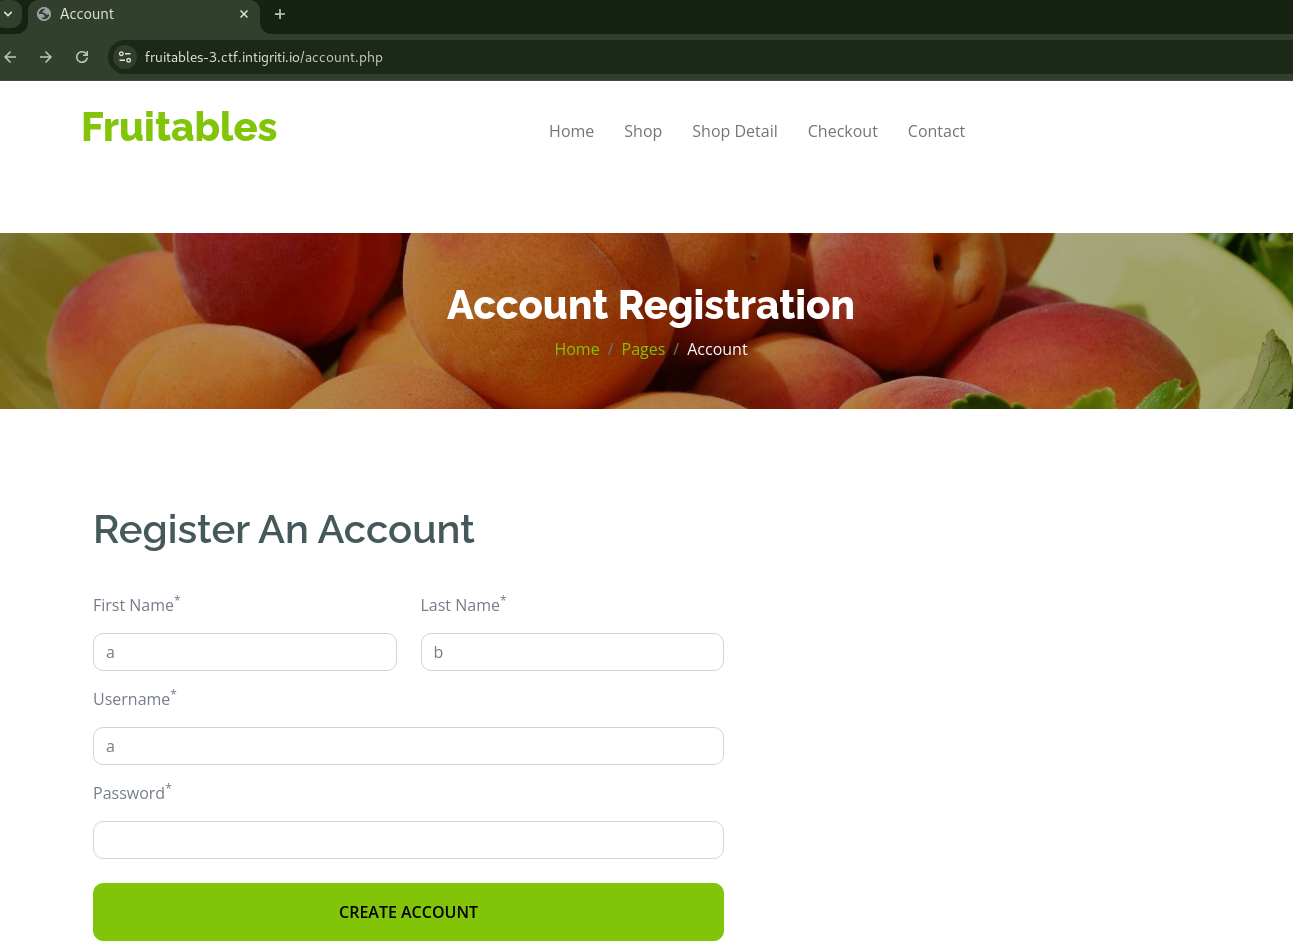 Account
fruitables-3.ctf.intigriti.io/account.php
Fruitables
Home Shop Shop Detail Checkout Contact
Account Registration
Home / Pages / Account
Register An Account
First Name* Last Name*
a b
Username*
a
Password*
CREATE ACCOUNT